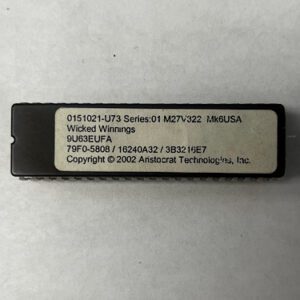 0151021-U73 Series:01 M27V322 Mk6USA
Wicked Winnings
9U63EUFA
79F0-5808 / 16240A32 / 3B3216E7
Copyright © 2002 Aristocrat Technologies, Inc.